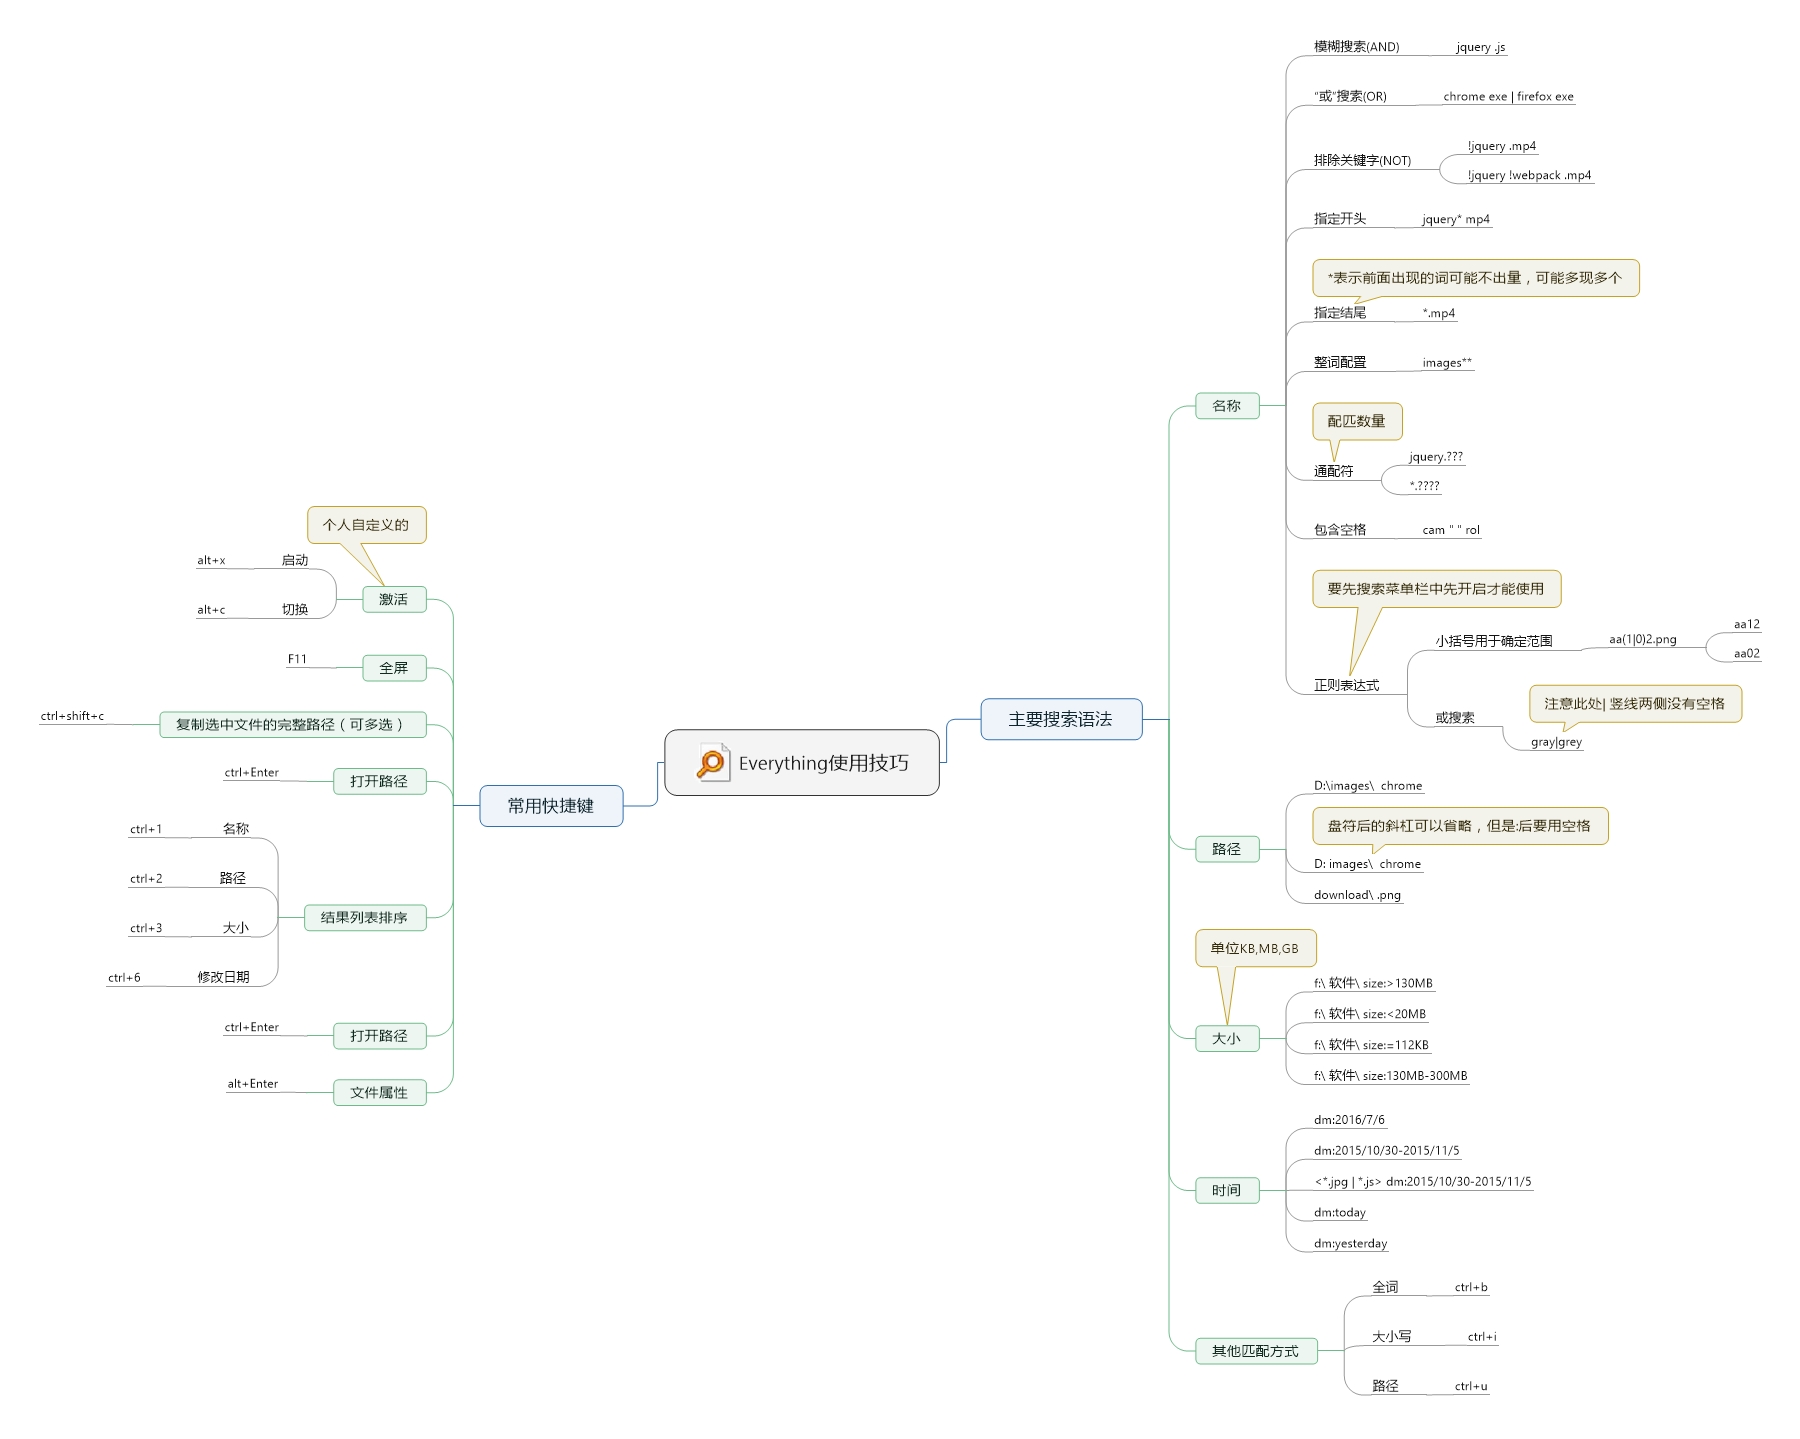 Everything使用技巧
主要搜索语法
名称
模糊搜索(AND)
jquery .js
"或"搜索(OR)
chrome exe | firefox exe
排除关键字(NOT)
!jquery .mp4
!jquery !webpack .mp4
指定开头
jquery* mp4
*表示前面出现的词可能不出量，可能多现多个
指定结尾
*.mp4
整词配置
images**
配匹数量
通配符
jquery.???
*.????
包含空格
cam " " rol
要先搜索菜单栏中先开启才能使用
正则表达式
小括号用于确定范围
aa(1|0)2.png
aa12
aa02
或搜索
注意此处| 竖线两侧没有空格
gray|grey
路径
D:\images\  chrome
盘符后的斜杠可以省略，但是:后要用空格
D: images\  chrome
download\ .png
单位KB,MB,GB
大小
f:\ 软件\ size:>130MB
f:\ 软件\ size:<20MB
f:\ 软件\ size:=112KB
f:\ 软件\ size:130MB-300MB
时间
dm:2016/7/6
dm:2015/10/30-2015/11/5
<*.jpg | *.js> dm:2015/10/30-2015/11/5
dm:today
dm:yesterday
其他匹配方式
全词
ctrl+b
大小写
ctrl+i
路径
ctrl+u
常用快捷键
个人自定义的
激活
启动
alt+x
切换
alt+c
全屏
F11
复制选中文件的完整路径（可多选）
ctrl+shift+c
打开路径
ctrl+Enter
结果列表排序
名称
ctrl+1
路径
ctrl+2
大小
ctrl+3
修改日期
ctrl+6
打开路径
ctrl+Enter
文件属性
alt+Enter